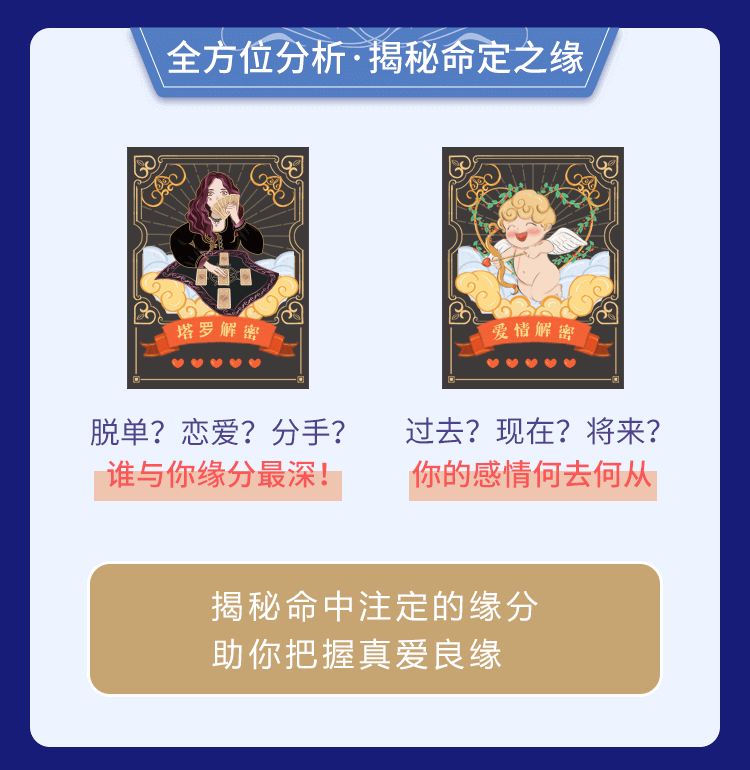 全方位分析·揭秘命定之缘
塔罗解密
爱情解密
脱单？恋爱？分手？
谁与你缘分最深！
过去？现在？将来？
你的感情何去何从
揭秘命中注定的缘分
助你把握真爱良缘